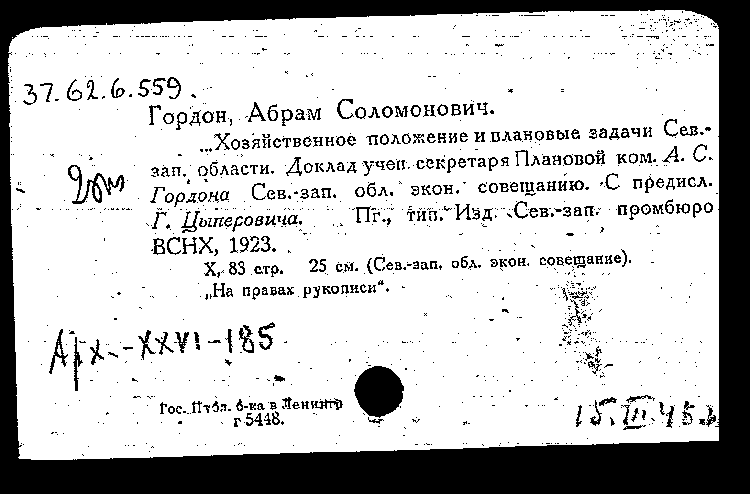 37.62.6.559.
Гордон, Абрам Соломонович.
...Хозяйственное положение и плановые задачи Сев.-
зап. области. Доклад учен. секретаря Плановой ком. А. С.
Гордона Сев.-зап. обл. экон. совещанию. С предисл.
Г. Цыперовича. Пг., тип. Изд. Сев.-зап. промбюро
ВСНХ, 1923.
X, 83 стр. 25 см. (Сев.-зап. обл. экон. совещание).
„На правах рукописи“.
Арх.-XXVI-185
Гос. Публ. б-ка в Ленингр
г 5448.
15.III.45.